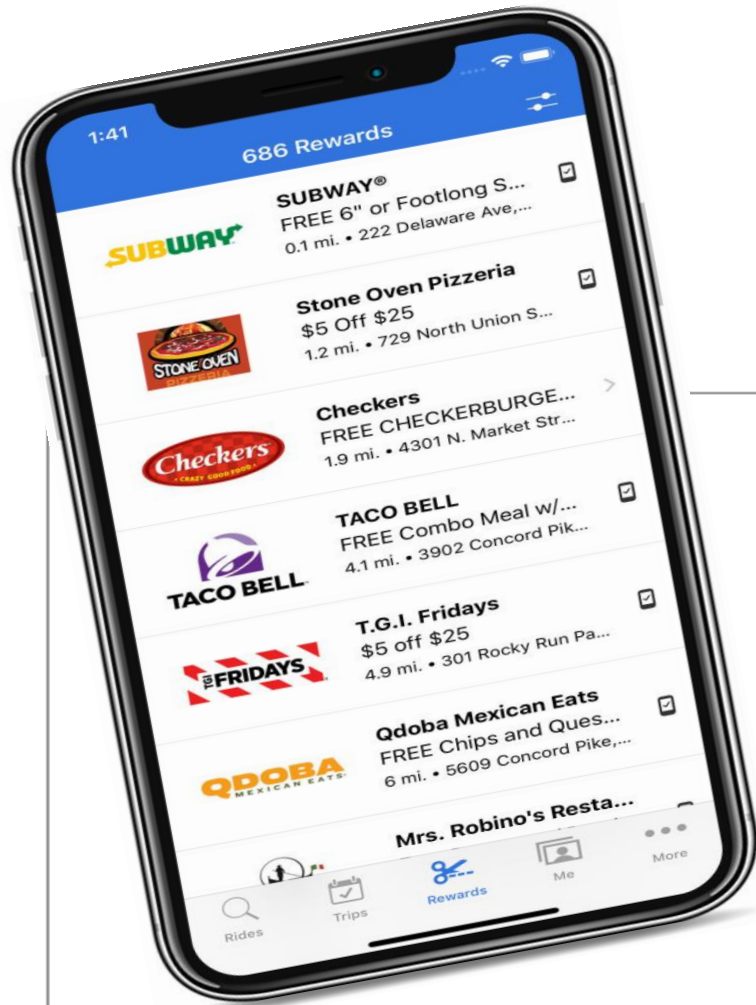 1:41
686 Rewards
SUBWAY
SUBWAY®
FREE 6" or Footlong S...
0.1 mi. • 222 Delaware Ave,...
STONE OVEN
PIZZERIA
Stone Oven Pizzeria
$5 Off $25
1.2 mi. • 729 North Union S...
Checkers
• CRAZY GOOD FOOD •
Checkers
FREE CHECKERBURGE...
1.9 mi. • 4301 N. Market Str...
TACO BELL
TACO BELL
FREE Combo Meal w/...
4.1 mi. • 3902 Concord Pik...
TGI FRIDAYS
T.G.I. Fridays
$5 off $25
4.9 mi. • 301 Rocky Run Pa...
QDOBA
MEXICAN EATS
Qdoba Mexican Eats
FREE Chips and Ques...
6 mi. • 5609 Concord Pike,...
Mrs. Robino's Resta...
Rides
Trips
Rewards
Me
More